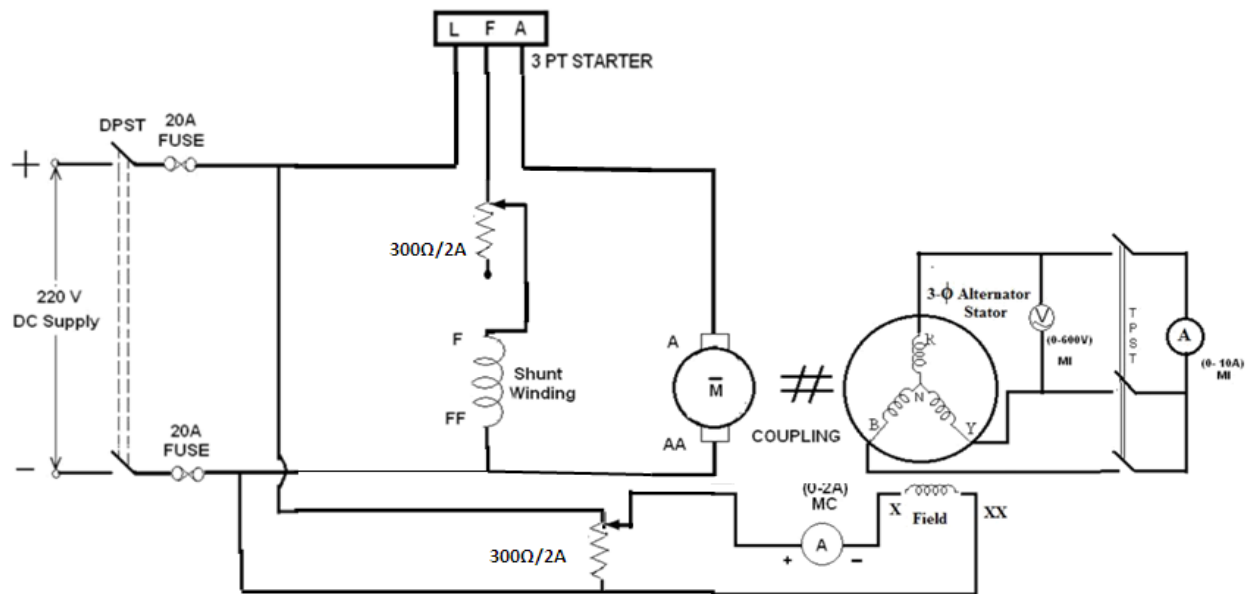 L F A
3 PT STARTER
DPST
20A
FUSE
+
300Ω/2A
220 V
DC Supply
3-ϕ Alternator
Stator
R
V
(0-600V)
MI
TPST
A
(0-10A)
MI
F
Shunt
Winding
FF
A
M
AA
COUPLING
N
B
Y
20A
FUSE
−
(0-2A)
MC
X
Field
XX
300Ω/2A
+
A
−